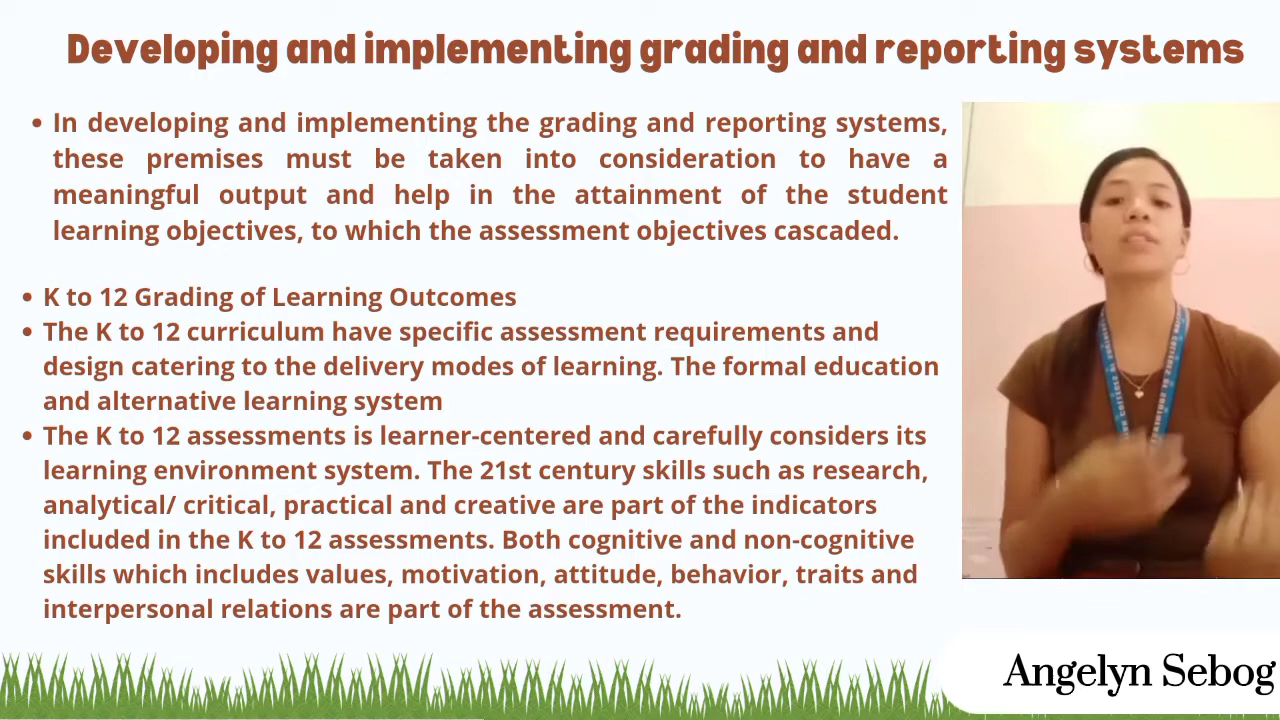 Developing and implementing grading and reporting systems
• In developing and implementing the grading and reporting systems,
these premises must be taken into consideration to have a
meaningful output and help in the attainment of the student
learning objectives, to which the assessment objectives cascaded.
• K to 12 Grading of Learning Outcomes
• The K to 12 curriculum have specific assessment requirements and
design catering to the delivery modes of learning. The formal education
and alternative learning system
• The K to 12 assessments is learner-centered and carefully considers its
learning environment system. The 21st century skills such as research,
analytical/ critical, practical and creative are part of the indicators
included in the K to 12 assessments. Both cognitive and non-cognitive
skills which includes values, motivation, attitude, behavior, traits and
interpersonal relations are part of the assessment.
Angelyn Sebog